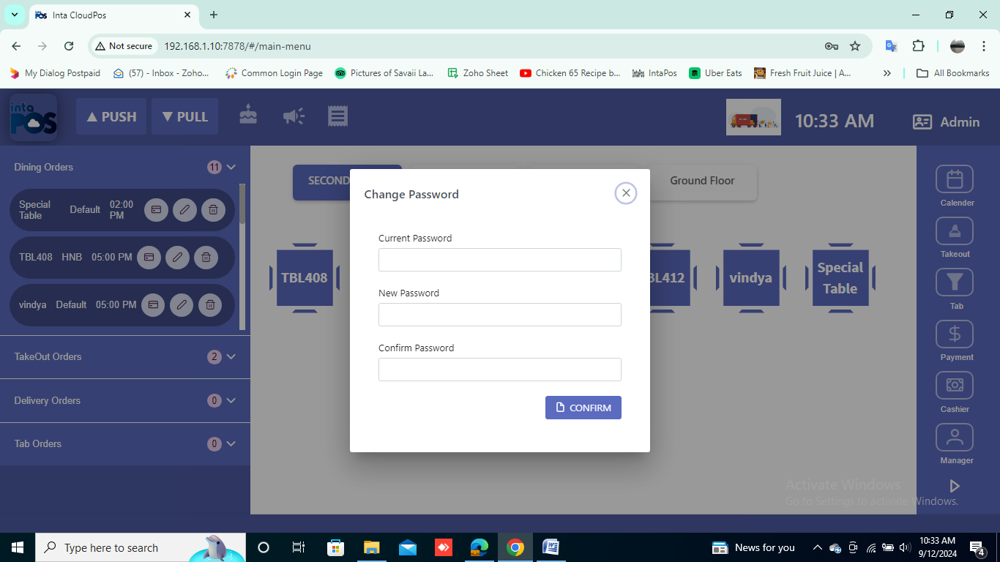 Inta CloudPos
Not secure
192.168.1.10:7878/#/main-menu
My Dialog Postpaid
(57) - Inbox - Zoho...
Common Login Page
Pictures of Savaii La...
Zoho Sheet
Chicken 65 Recipe b...
IntaPos
Uber Eats
Fresh Fruit Juice | A...
All Bookmarks
inta
POS
PUSH
PULL
10:33 AM
Admin
Dining Orders
11
Special
Table
Default
02:00
PM
TBL408
HNB
05:00 PM
vindya
Default
05:00 PM
TakeOut Orders
2
Delivery Orders
0
Tab Orders
0
SECOND
Ground Floor
TBL408
BL412
vindya
Special
Table
Change Password
Current Password
New Password
Confirm Password
CONFIRM
Calender
Takeout
Tab
Payment
Cashier
Manager
Activate Windows
Go to Settings to activate Windows.
Type here to search
News for you
10:33 AM
9/12/2024
4